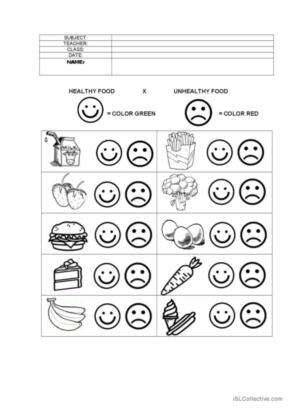 SUBJECT:
TEACHER:
CLASS:
DATE:
NAME:
HEALTHY FOOD X UNHEALTHY FOOD
= COLOR GREEN = COLOR RED
iSLCollective.com